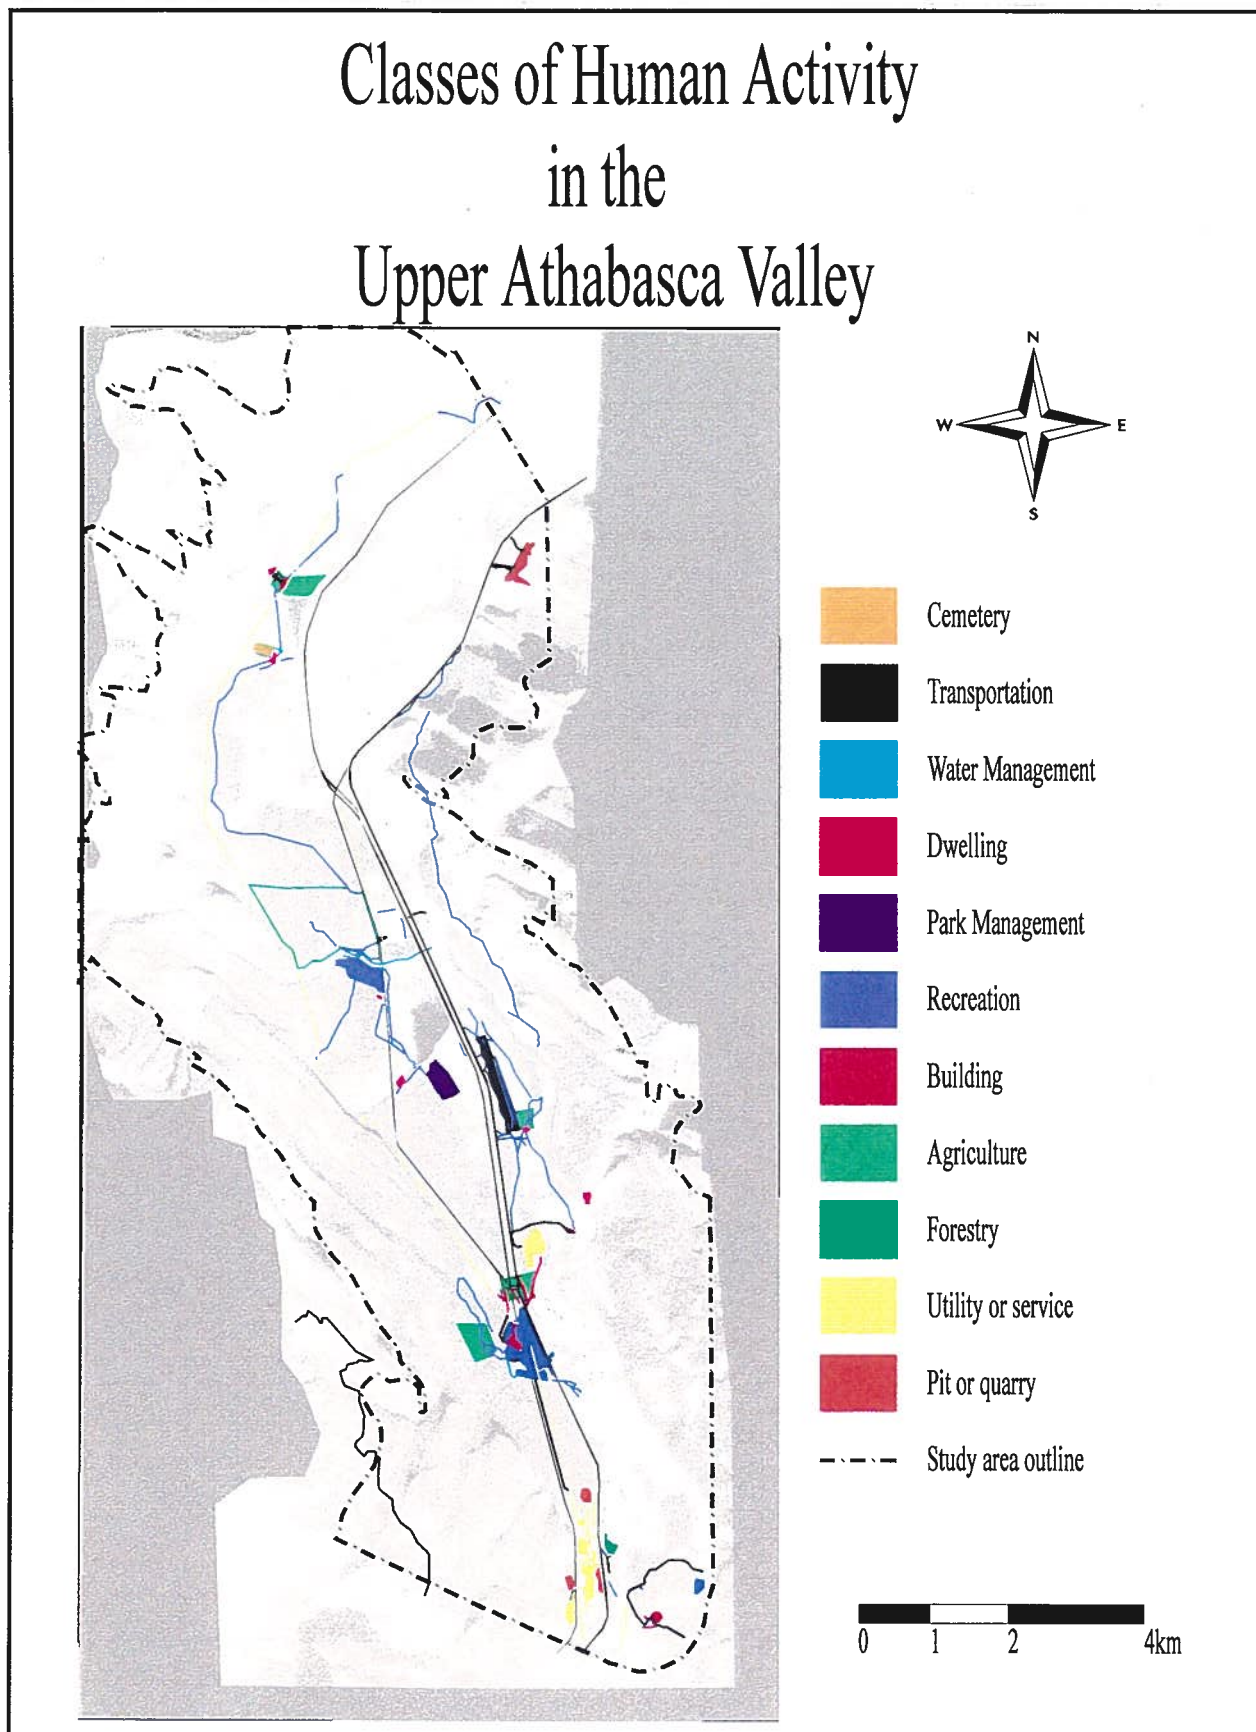 Classes of Human Activity
in the
Upper Athabasca Valley
N
W
E
S
Cemetery
Transportation
Water Management
Dwelling
Park Management
Recreation
Building
Agriculture
Forestry
Utility or service
Pit or quarry
Study area outline
0 1 2 4km